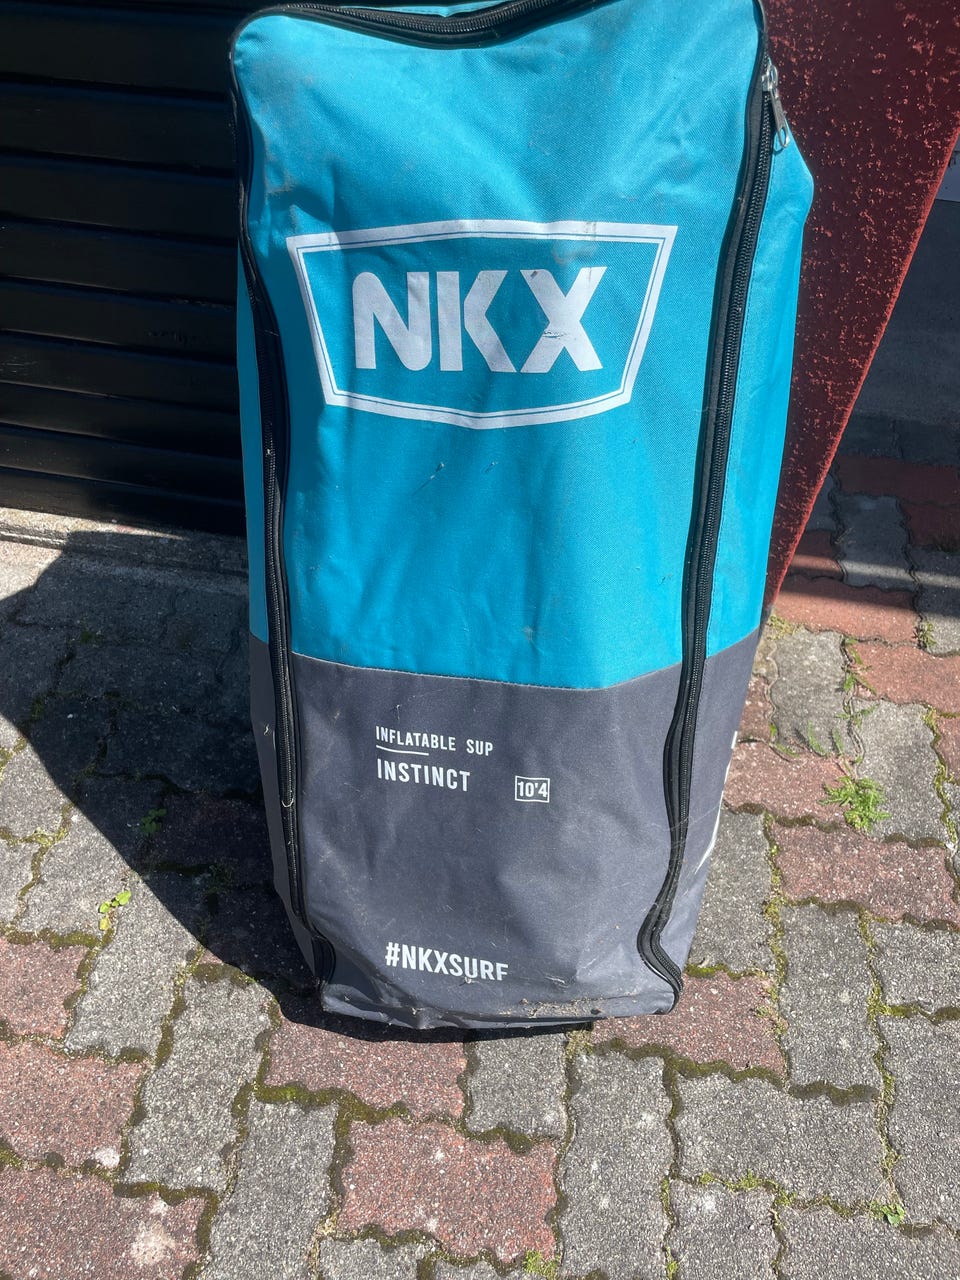 NKX
INFLATABLE SUP
INSTINCT
10'4
#NKXSURF